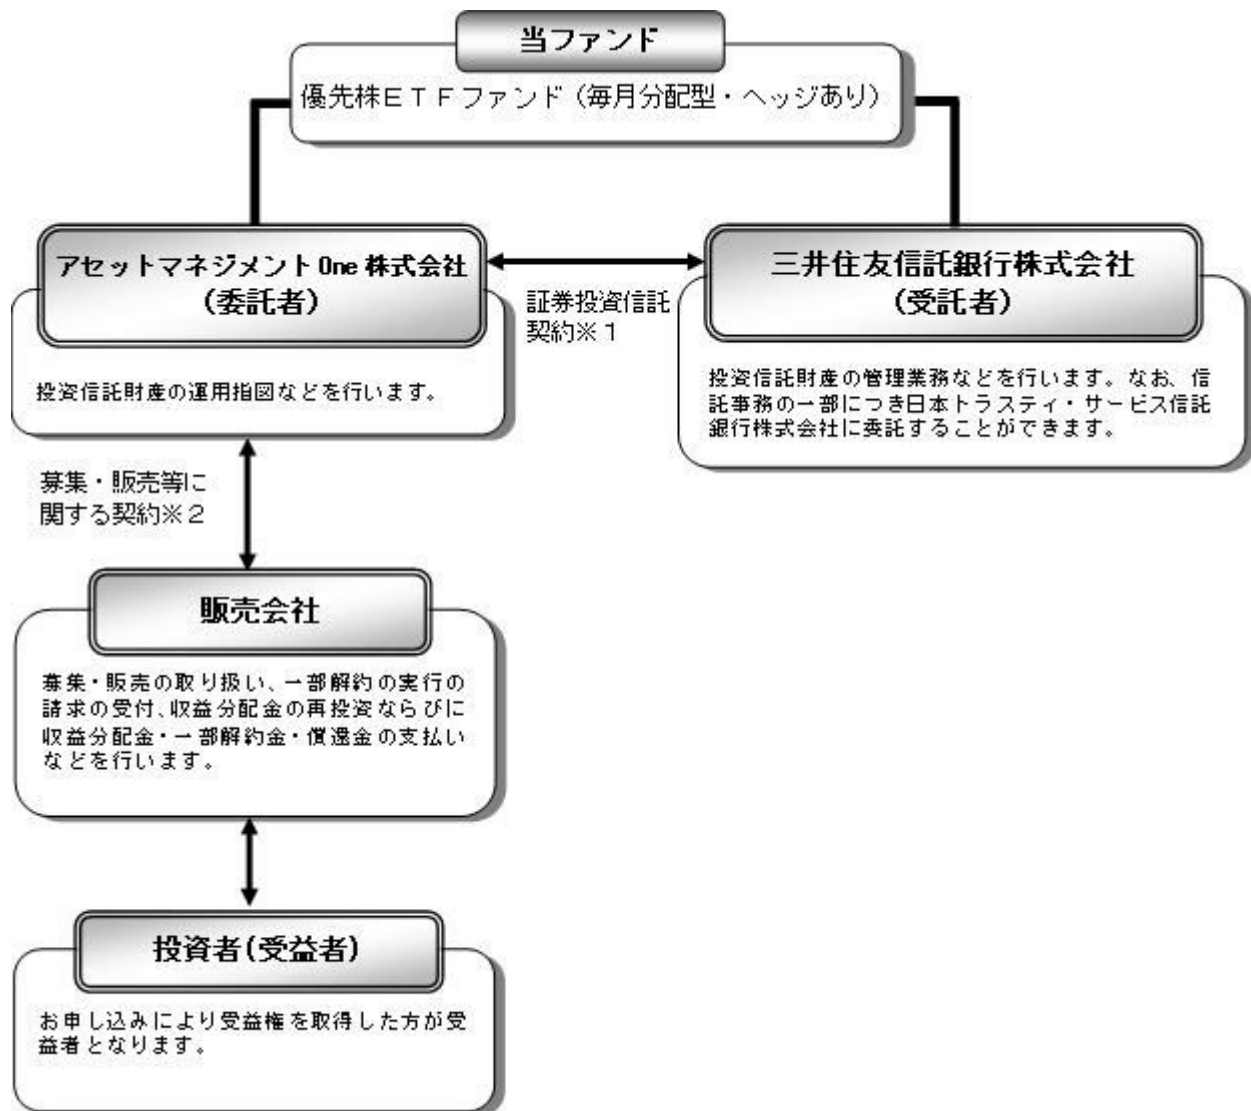 当ファンド
優先株ＥＴＦファンド（毎月分配型・ヘッジあり）
アセットマネジメント One 株式会社
（委託者）
投資信託財産の運用指図などを行います。
証券投資信託
契約※１
三井住友信託銀行株式会社
（受託者）
投資信託財産の管理業務などを行います。なお、信
託事務の一部につき日本トラスティ・サービス信託
銀行株式会社に委託することができます。
募集・販売等に
関する契約※２
販売会社
募集・販売の取り扱い、一部解約の実行の
請求の受付、収益分配金の再投資ならびに
収益分配金・一部解約金・償還金の支払い
などを行います。
投資者(受益者)
お申し込みにより受益権を取得した方が受
益者となります。